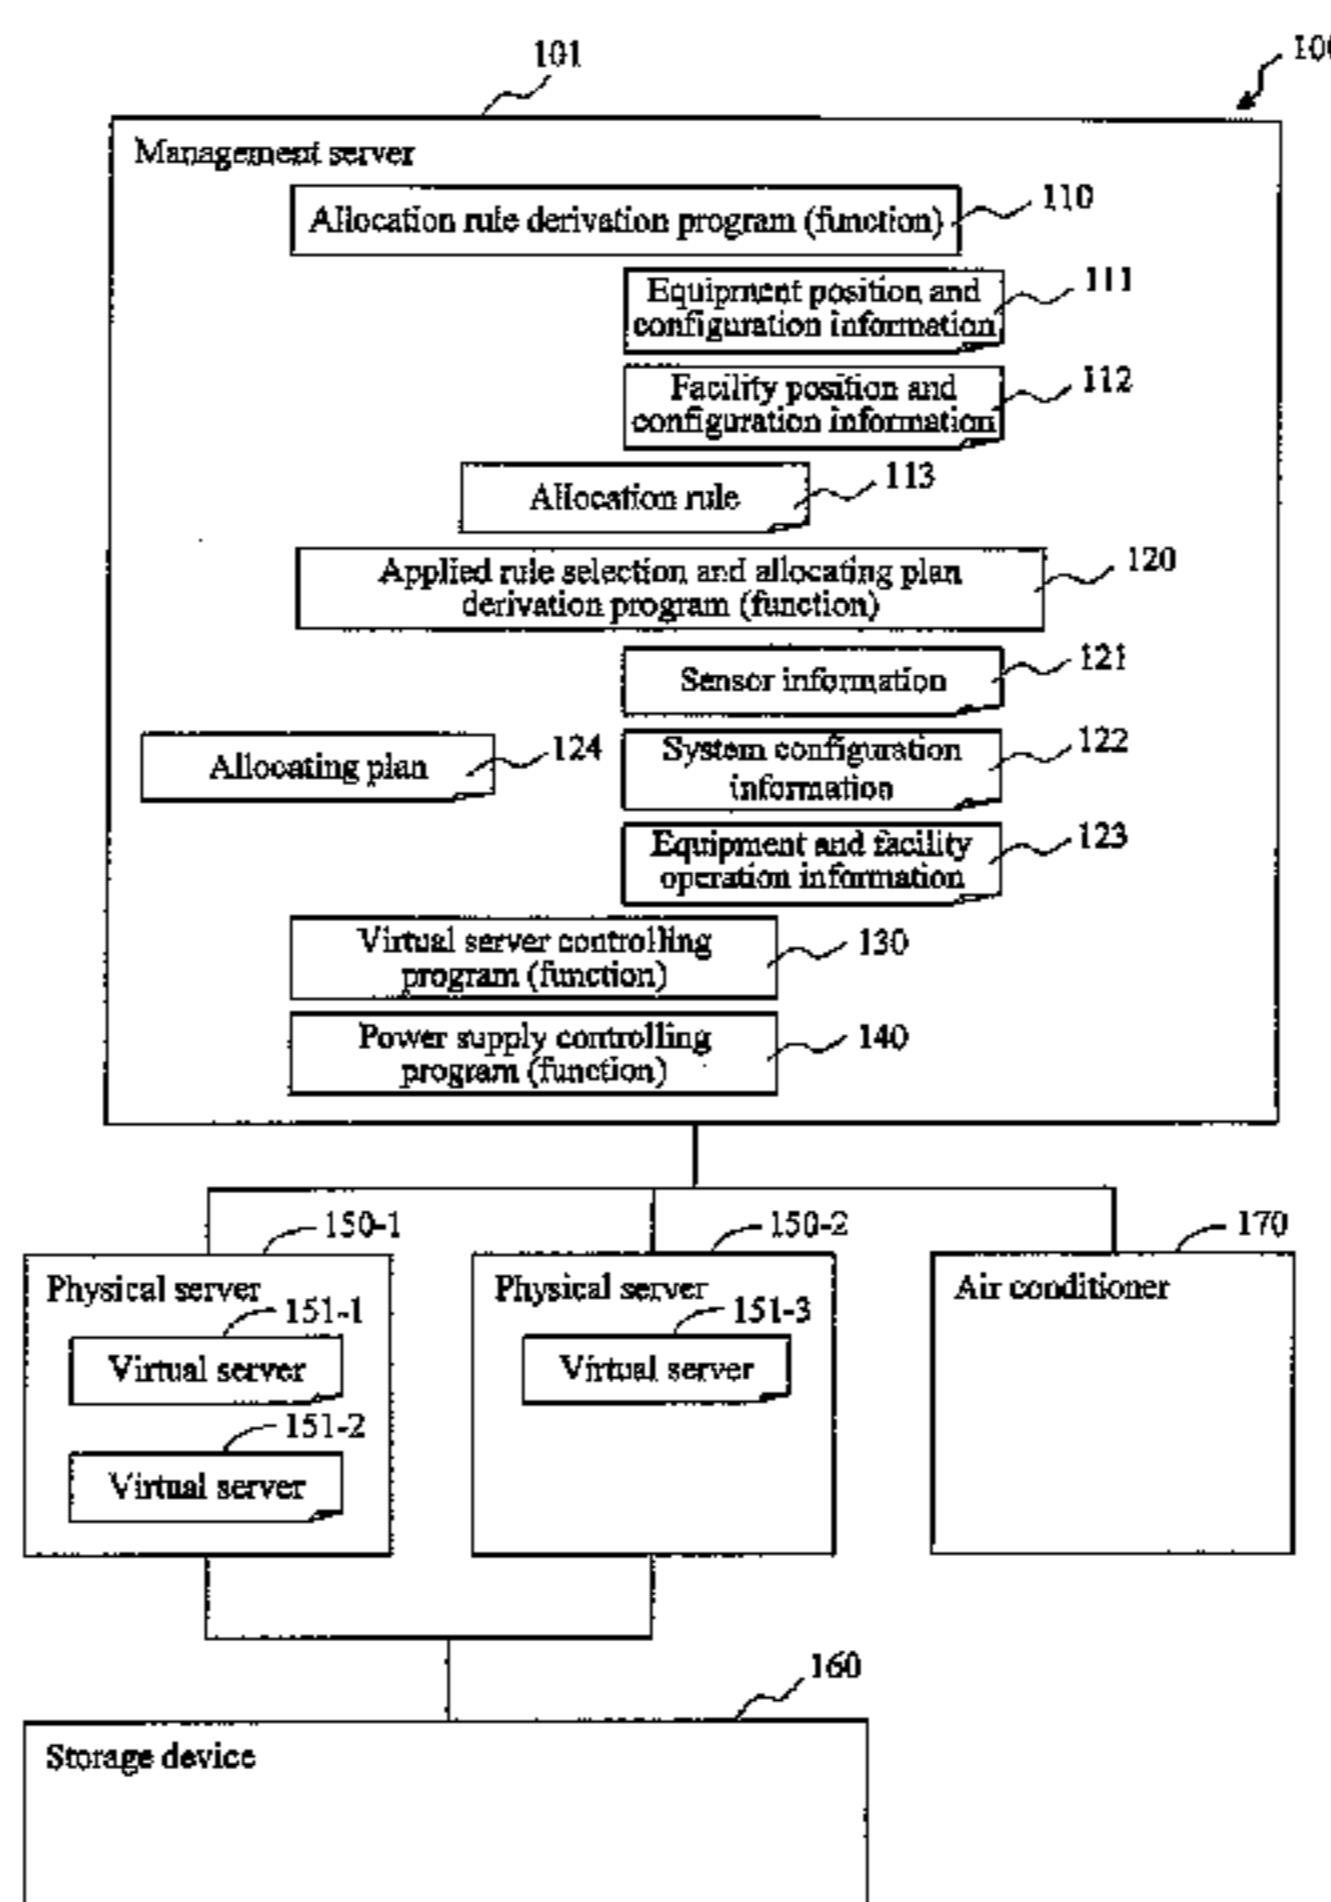 101
100
Management server
Allocation rule derivation program (function)
110
Equipment position and
configuration information
111
Facility position and
configuration information
112
Allocation rule
113
Applied rule selection and allocating plan
derivation program (function)
120
Sensor information
121
Allocating plan
124
System configuration
information
122
Equipment and facility
operation information
123
Virtual server controlling
program (function)
130
Power supply controlling
program (function)
140
150-1
150-2
170
Physical server
Physical server
Air conditioner
151-1
151-3
Virtual server
Virtual server
151-2
Virtual server
160
Storage device